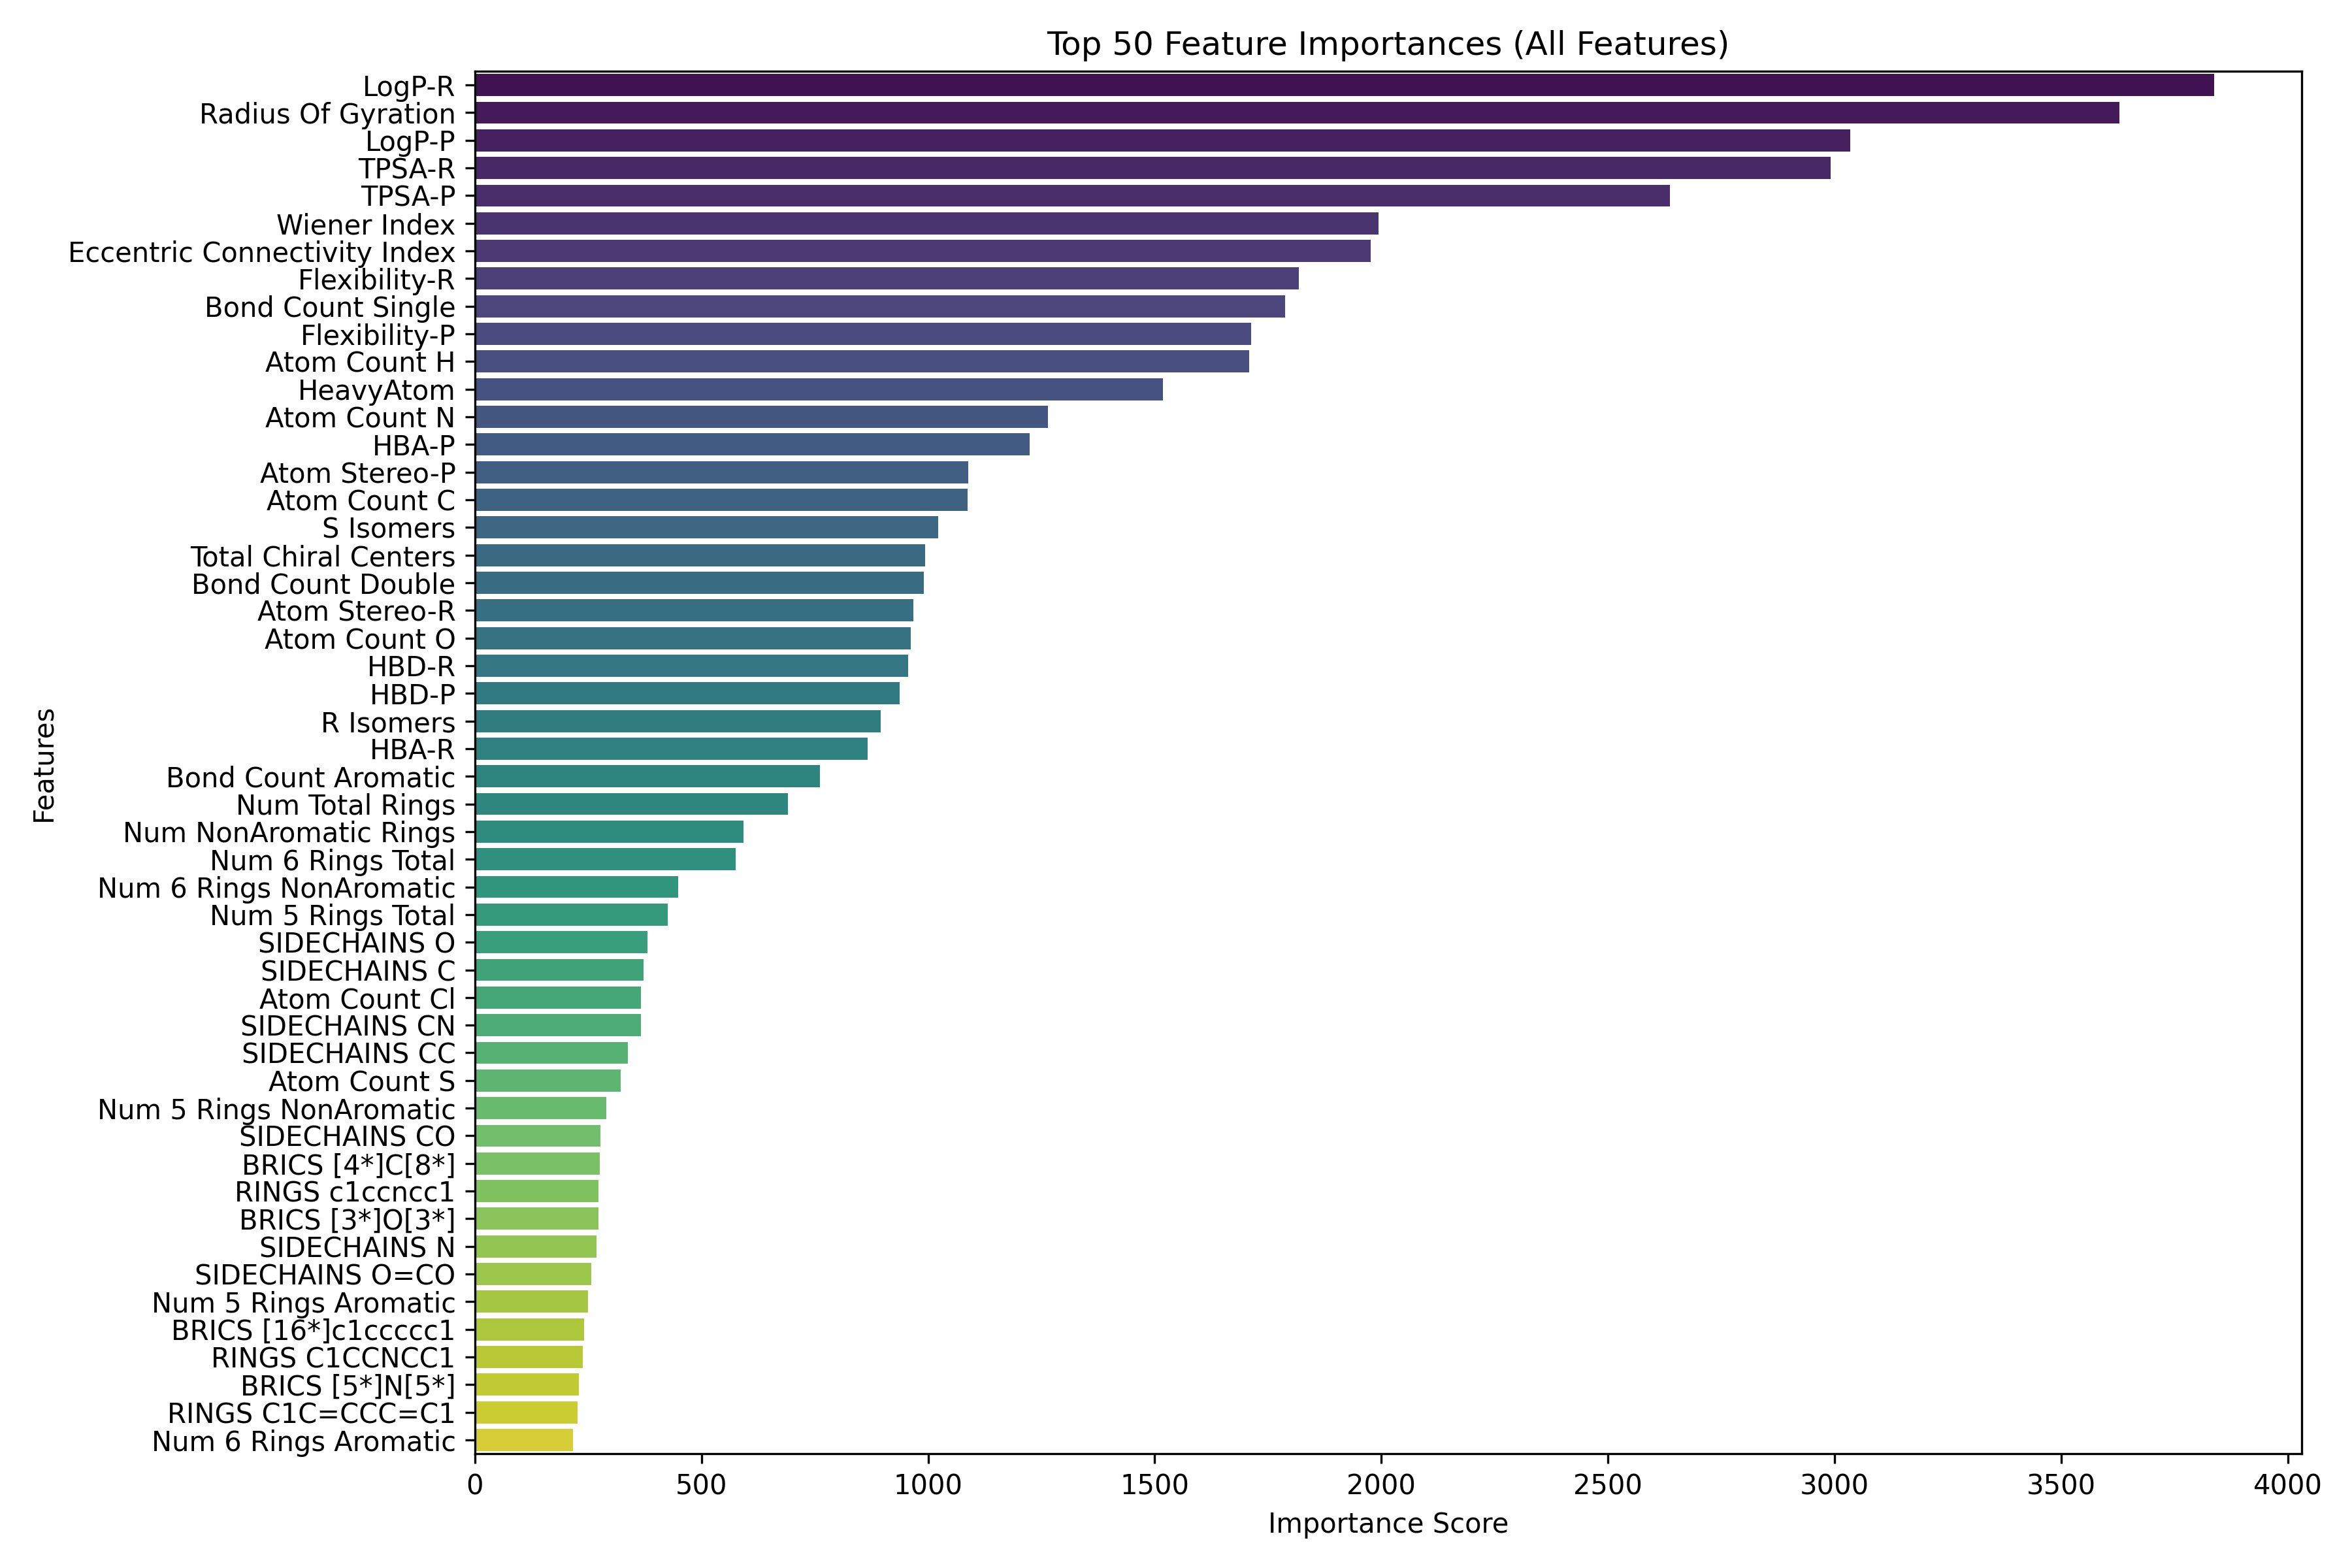 Top 50 Feature Importances (All Features)
LogP-R
Radius Of Gyration
LogP-P
TPSA-R
TPSA-P
Wiener Index
Eccentric Connectivity Index
Flexibility-R
Bond Count Single
Flexibility-P
Atom Count H
HeavyAtom
Atom Count N
HBA-P
Atom Stereo-P
Atom Count C
S Isomers
Total Chiral Centers
Bond Count Double
Atom Stereo-R
Atom Count O
HBD-R
HBD-P
R Isomers
HBA-R
Bond Count Aromatic
Num Total Rings
Num NonAromatic Rings
Num 6 Rings Total
Num 6 Rings NonAromatic
Num 5 Rings Total
SIDECHAINS O
SIDECHAINS C
Atom Count Cl
SIDECHAINS CN
SIDECHAINS CC
Atom Count S
Num 5 Rings NonAromatic
SIDECHAINS CO
BRICS [4*]C[8*]
RINGS c1ccncc1
BRICS [3*]O[3*]
SIDECHAINS N
SIDECHAINS O=CO
Num 5 Rings Aromatic
BRICS [16*]c1ccccc1
RINGS C1CCNCC1
BRICS [5*]N[5*]
RINGS C1C=CCC=C1
Num 6 Rings Aromatic
Features
0 500 1000 1500 2000 2500 3000 3500 4000
Importance Score